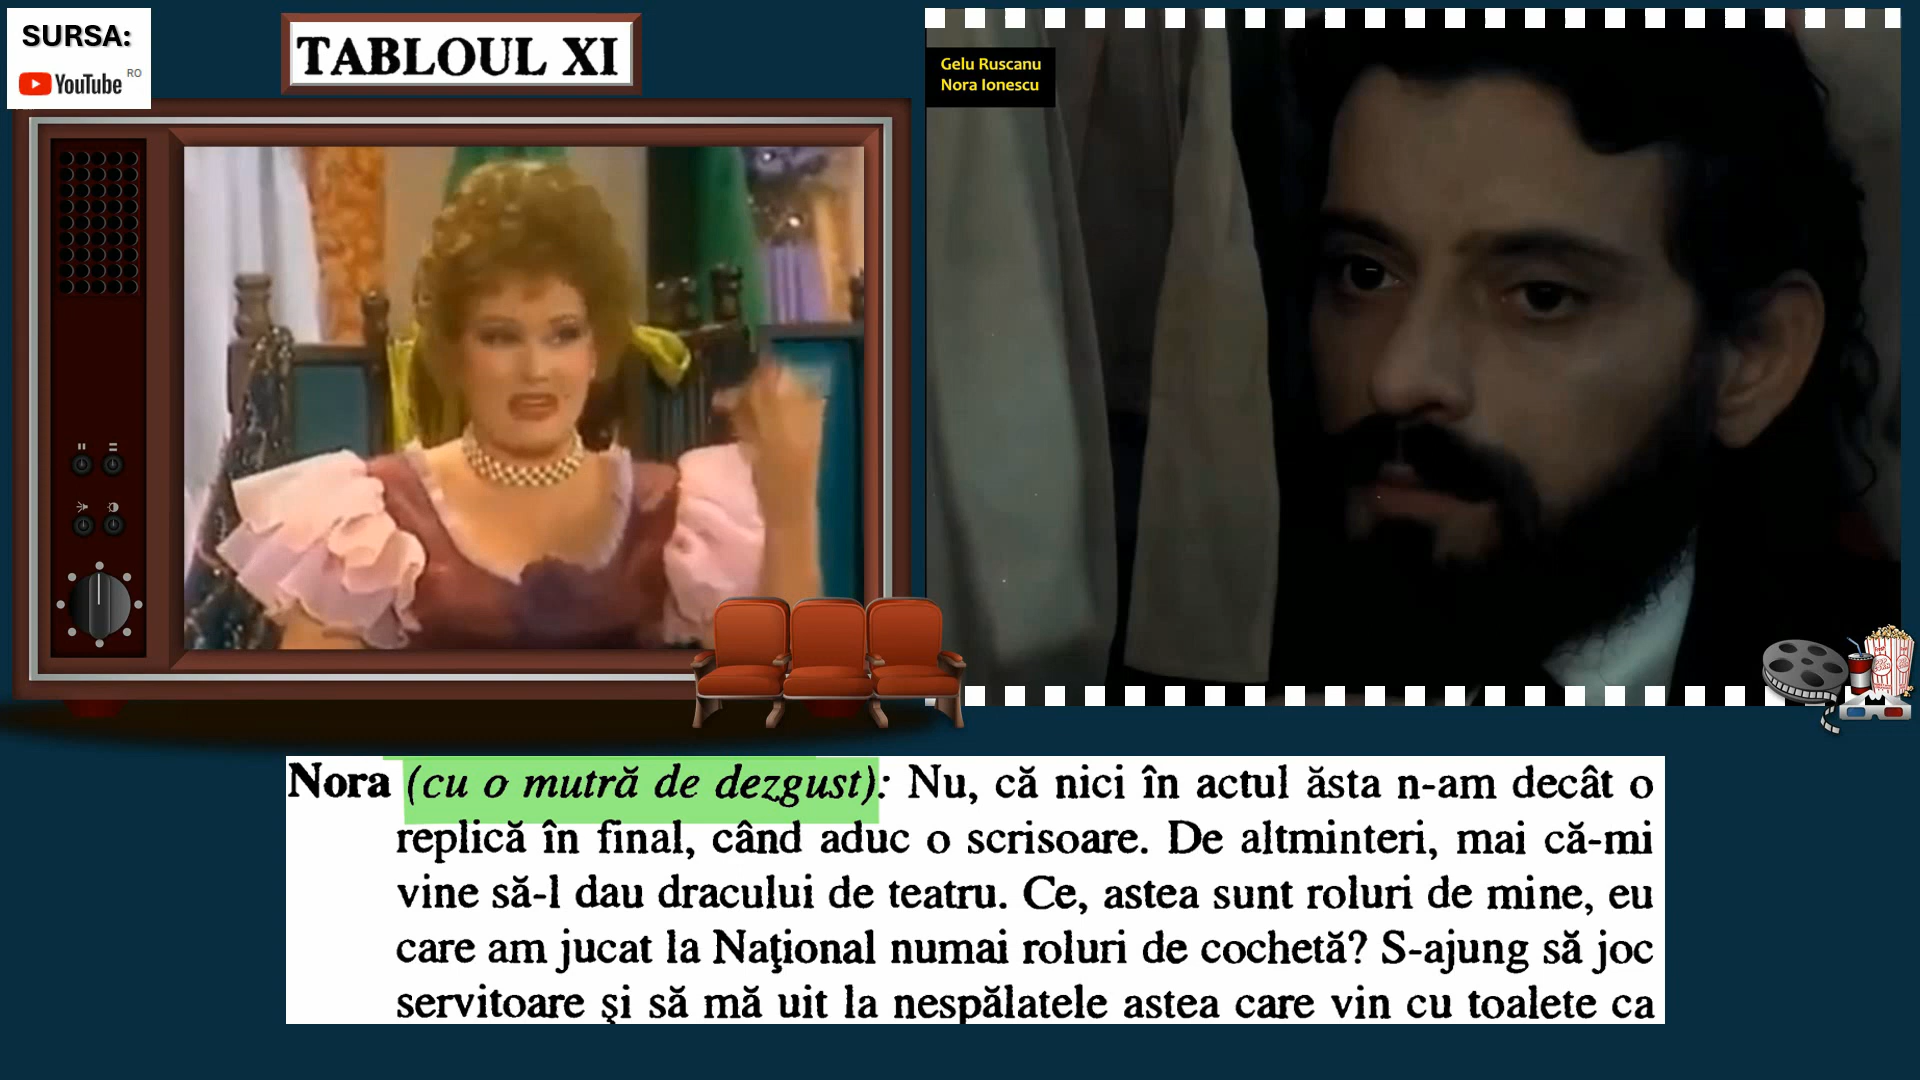 SURSA:
YouTube RO
TABLOUL XI
Gelu Ruscanu
Nora Ionescu
Nora (cu o mutră de dezgust): Nu, că nici în actul ăsta n-am decât o
replică în final, când aduc o scrisoare. De altminteri, mai că-mi
vine să-l dau dracului de teatru. Ce, astea sunt roluri de mine, eu
care am jucat la Naţional numai roluri de cochetă? S-ajung să joc
servitoare şi să mă uit la nespălatele astea care vin cu toalete ca